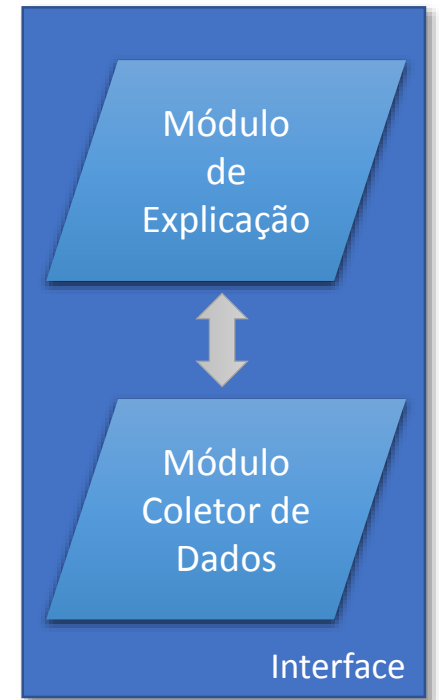 Módulo
de
Explicação
Módulo
Coletor de
Dados
Interface